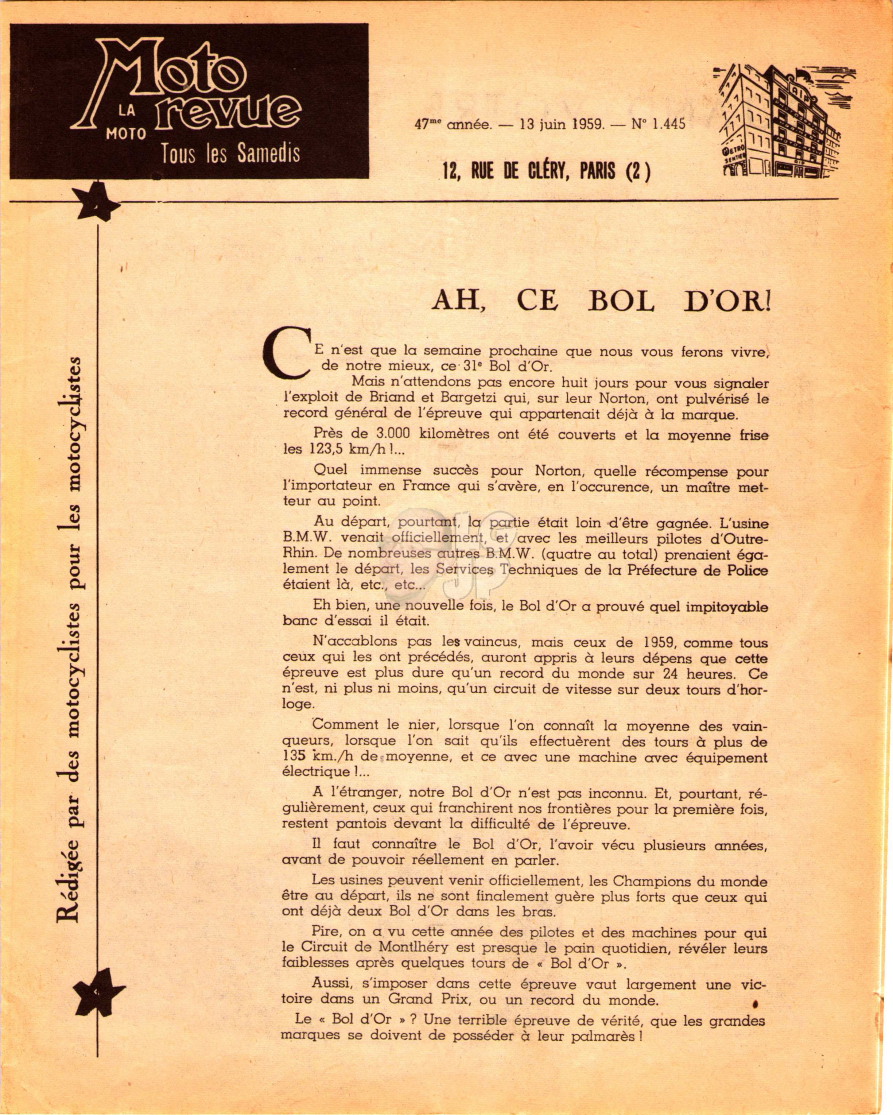 Moto
LA
MOTO
revue
Tous les Samedis
47me année. — 13 juin 1959. — N° 1.445
12, RUE DE CLÉRY, PARIS (2)
METRO
SENTIER
Rédigée par des motocyclistes pour les motocyclistes
AH, CE BOL D'OR!
CE n'est que la semaine prochaine que nous vous ferons vivre,
de notre mieux, ce 31e Bol d'Or.
Mais n'attendons pas encore huit jours pour vous signaler
l'exploit de Briand et Bargetzi qui, sur leur Norton, ont pulvérisé le
record général de l'épreuve qui appartenait déjà à la marque.
Près de 3.000 kilomètres ont été couverts et la moyenne frise
les 123,5 km/h !...
Quel immense succès pour Norton, quelle récompense pour
l'importateur en France qui s'avère, en l'occurence, un maître met-
teur au point.
Au départ, pourtant, la partie était loin d'être gagnée. L'usine
B.M.W. venait officiellement, et avec les meilleurs pilotes d'Outre-
Rhin. De nombreuses autres B.M.W. (quatre au total) prenaient éga-
lement le départ, les Services Techniques de la Préfecture de Police
étaient là, etc., etc...
Eh bien, une nouvelle fois, le Bol d'Or a prouvé quel impitoyable
banc d'essai il était.
N'accablons pas les vaincus, mais ceux de 1959, comme tous
ceux qui les ont précédés, auront appris à leurs dépens que cette
épreuve est plus dure qu'un record du monde sur 24 heures. Ce
n'est, ni plus ni moins, qu'un circuit de vitesse sur deux tours d'hor-
loge.
Comment le nier, lorsque l'on connaît la moyenne des vain-
queurs, lorsque l'on sait qu'ils effectuèrent des tours à plus de
135 km./h de moyenne, et ce avec une machine avec équipement
électrique !...
A l'étranger, notre Bol d'Or n'est pas inconnu. Et, pourtant, ré-
gulièrement, ceux qui franchirent nos frontières pour la première fois,
restent pantois devant la difficulté de l'épreuve.
Il faut connaître le Bol d'Or, l'avoir vécu plusieurs années,
avant de pouvoir réellement en parler.
Les usines peuvent venir officiellement, les Champions du monde
être au départ, ils ne sont finalement guère plus forts que ceux qui
ont déjà deux Bol d'Or dans les bras.
Pire, on a vu cette année des pilotes et des machines pour qui
le Circuit de Montlhéry est presque le pain quotidien, révéler leurs
faiblesses après quelques tours de « Bol d'Or ».
Aussi, s'imposer dans cette épreuve vaut largement une vic-
toire dans un Grand Prix, ou un record du monde.
Le « Bol d'Or » ? Une terrible épreuve de vérité, que les grandes
marques se doivent de posséder à leur palmarès !